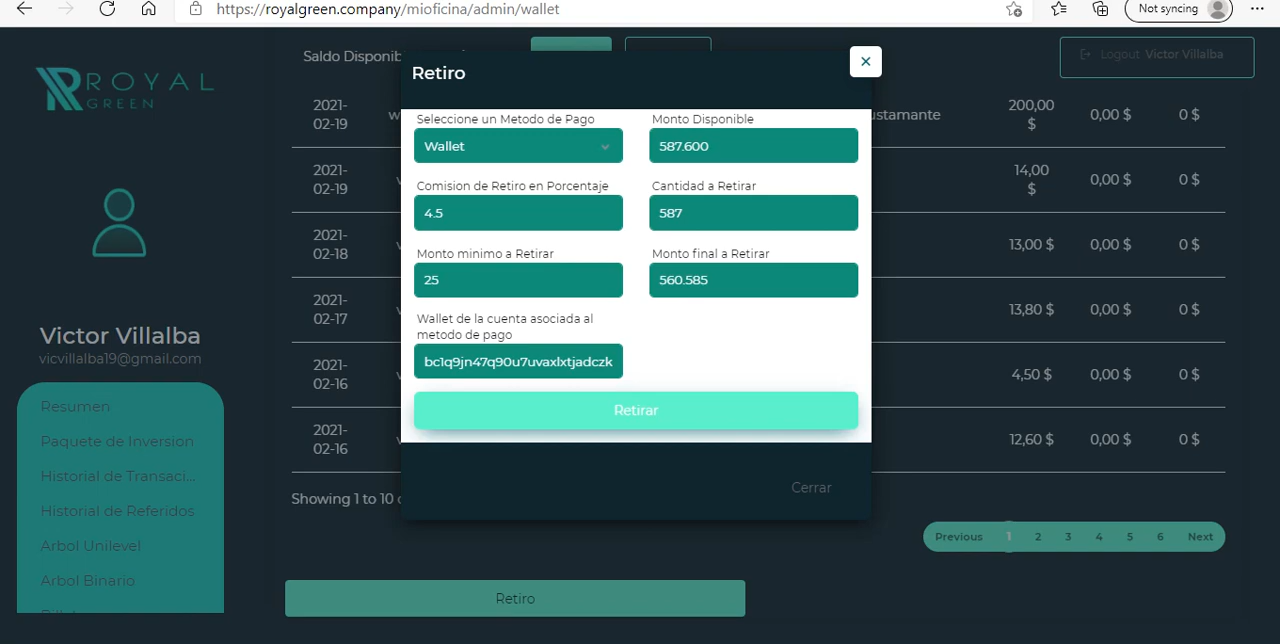 https://royalgreen.company/mioficina/admin/wallet
Not syncing
ROYAL
GREEN
Saldo Disponib
Logout Victor Villalba
Retiro
Seleccione un Metodo de Pago
Monto Disponible
Wallet
587.600
Comision de Retiro en Porcentaje
Cantidad a Retirar
4.5
587
Monto minimo a Retirar
Monto final a Retirar
25
560.585
Wallet de la cuenta asociada al
metodo de pago
bc1q9jn47q90u7uvaxlxtjadczk
Retirar
Cerrar
2021-
02-19
ustamante
200,00
$
0,00 $
0 $
2021-
02-19
14,00
$
0,00 $
0 $
2021-
02-18
13,00 $
0,00 $
0 $
2021-
02-17
13,80 $
0,00 $
0 $
2021-
02-16
4,50 $
0,00 $
0 $
2021-
02-16
12,60 $
0,00 $
0 $
Showing 1 to 10
Previous 1 2 3 4 5 6 Next
Retiro
Victor Villalba
vicvillalba19@gmail.com
Resumen
Paquete de Inversion
Historial de Transaci...
Historial de Referidos
Arbol Unilevel
Arbol Binario